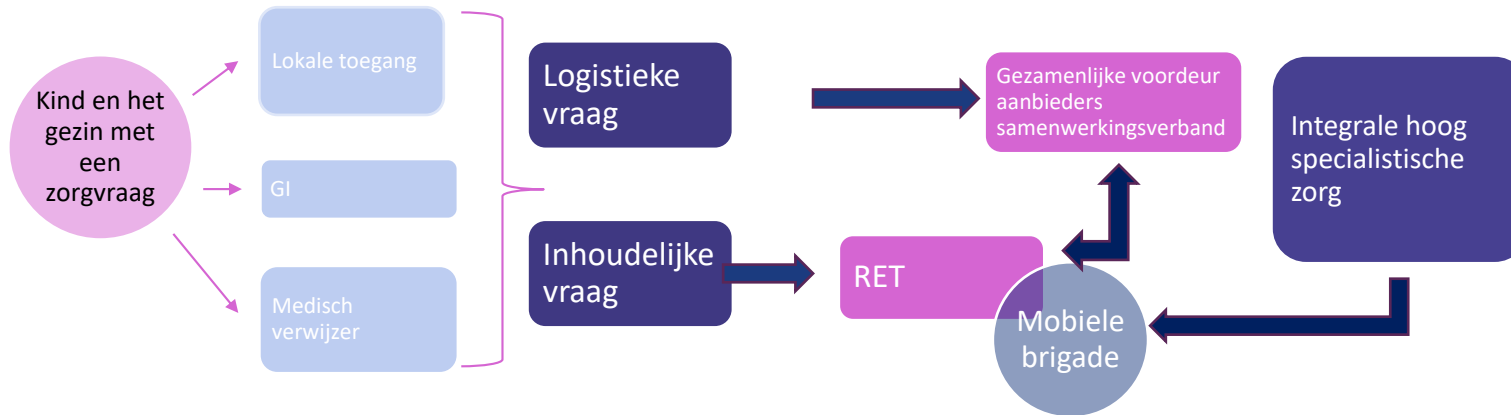 Kind en het
gezin met
een
zorgvraag
Lokale toegang
GI
Medisch
verwijzer
Logistieke
vraag
Inhoudelijke
vraag
Gezamenlijke voordeur
aanbieders
samenwerkingsverband
RET
Mobiele
brigade
Integrale hoog
specialistische
zorg